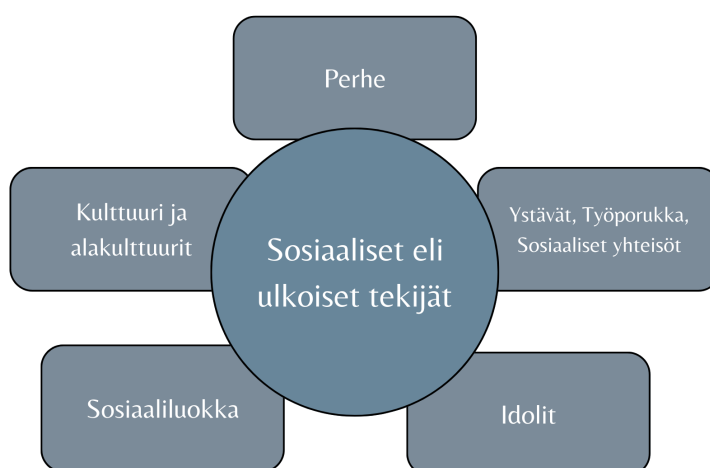 Perhe
Kulttuuri ja
alakulttuurit
Ystävät, Työporukka,
Sosiaaliset yhteisöt
Sosiaaliset eli
ulkoiset tekijät
Sosiaaliluokka
Idolit